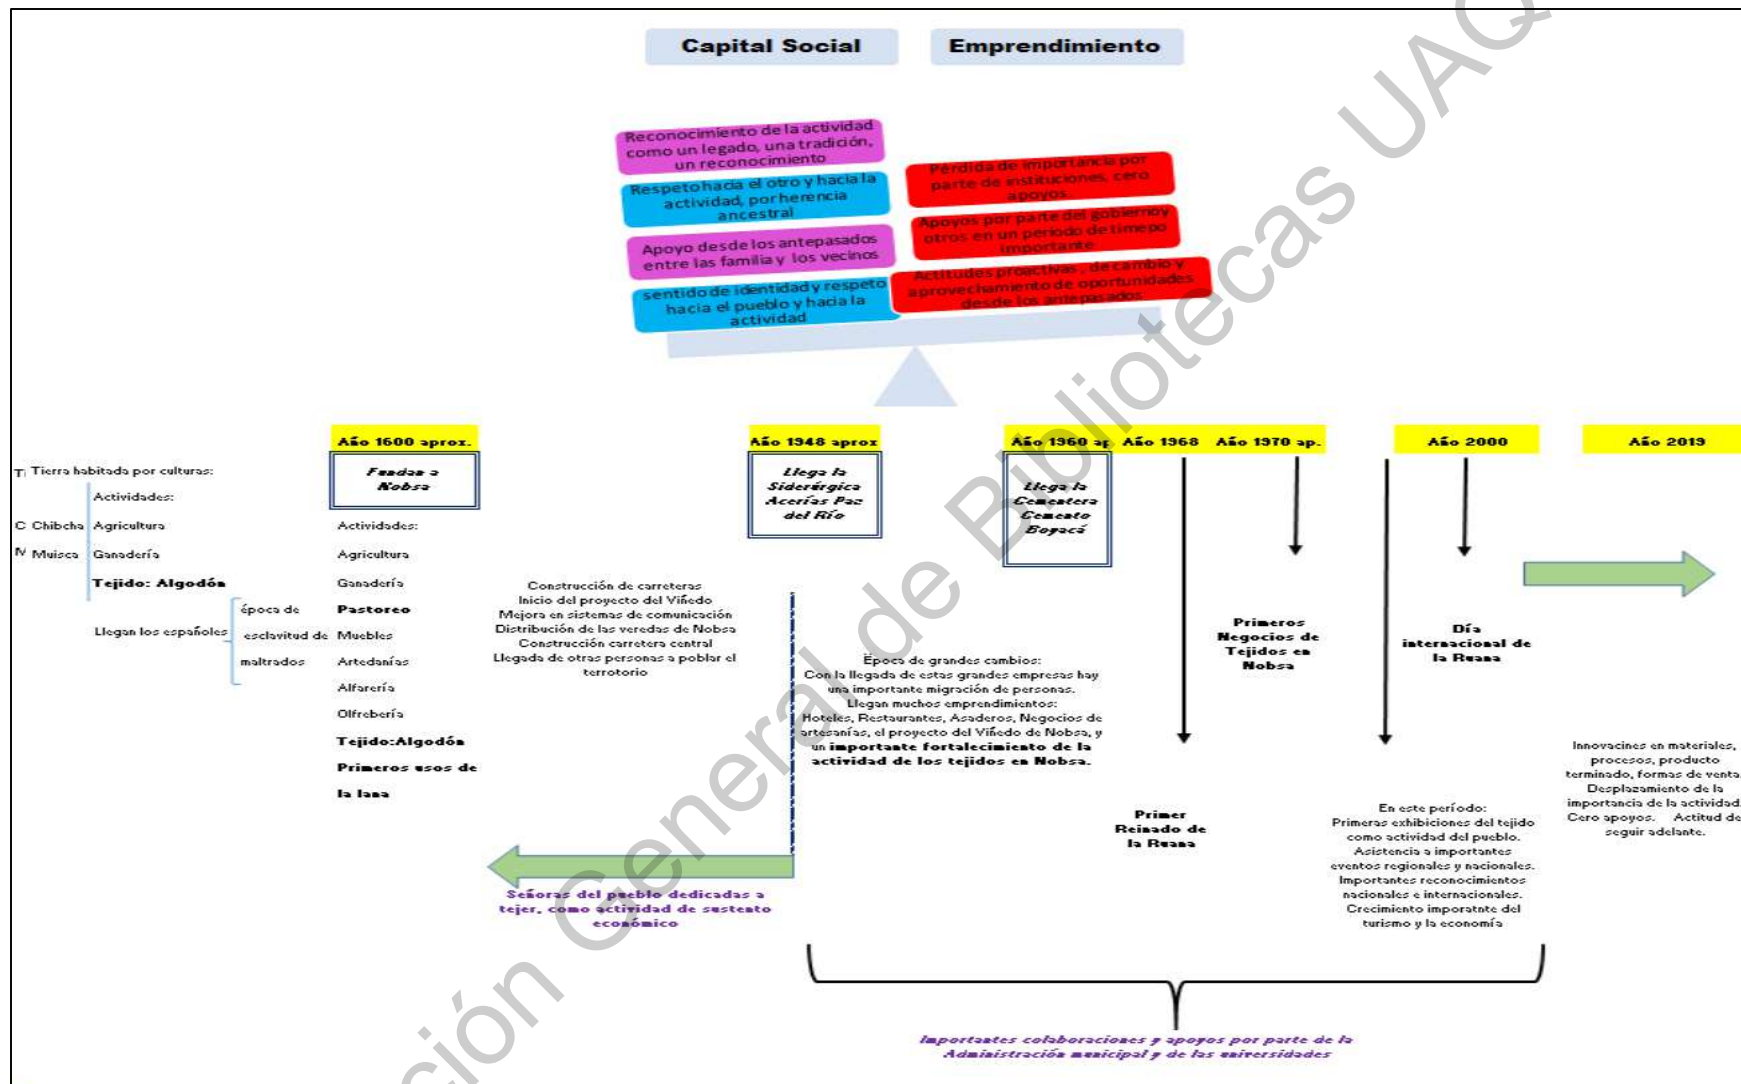 Capital Social
Emprendimiento
Reconocimiento de la actividad
como un legado, una tradición,
un reconocimiento
Respeto hacia el otro y hacia la
actividad, por herencia
ancestral
Apoyo desde los antepasados
entre las familia y los vecinos
sentido de identidad y respeto
hacia el pueblo y hacia la
actividad
Pérdida de importancia por
parte de instituciones, cero
apoyos
Apoyos por parte del gobierno y
otros en un período de timepo
importante
Actitudes proactivas , de cambio y
aprovechamiento de oportunidades
desde los antepasados
Año 1600 aprox.
Año 1948 aprox
Año 1960 ap
Año 1968
Año 1970 ap.
Año 2000
Año 2019
Tierra habitada por culturas:
Actividades:
C Chibcha
Agricultura
M Muisca
Ganadería
Tejido: Algodón
Llegan los españoles
época de
esclavitud de
maltrados
Fundan a
Nobsa
Actividades:
Agricultura
Ganadería
Pastoreo
Muebles
Artedanías
Alfarería
Olfrebería
Tejido:Algodón
Primeros usos de
la lana
Construcción de carreteras
Inicio del proyecto del Viñedo
Mejora en sistemas de comunicación
Distribución de las veredas de Nobsa
Construcción carretera central
Llegada de otras personas a poblar el
terrotorio
Señoras del pueblo dedicadas a
tejer, como actividad de sustento
económico
Llega la
Siderúrgica
Acerías Paz
del Río
Época de grandes cambios:
Con la llegada de estas grandes empresas hay
una importante migración de personas.
Llegan muchos emprendimientos:
Hoteles, Restaurantes, Asaderos, Negocios de
artesanías, el proyecto del Viñedo de Nobsa, y
un importante fortalecimiento de la
actividad de los tejidos en Nobsa.
Llega la
Cementera
Cemento
Boyacá
Primer
Reinado de
la Ruana
Primeros
Negocios de
Tejidos en
Nobsa
Día
internacional de
la Ruana
En este período:
Primeras exhibiciones del tejido
como actividad del pueblo.
Asistencia a importantes
eventos regionales y nacionales.
Importantes reconocimientos
nacionales e internacionales.
Crecimiento imporatnte del
turismo y la economía
Innovacines en materiales,
procesos, producto
terminado, formas de venta.
Desplazamiento de la
importancia de la actividad.
Cero apoyos. Actitud de
seguir adelante.
Importantes colaboraciones y apoyos por parte de la
Administración municipal y de las universidades
ción General de Bibliotecas UAQ